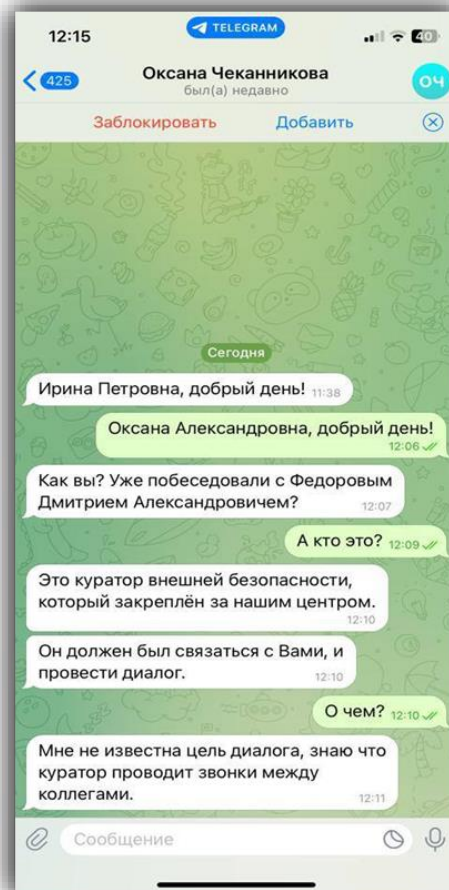 12:15
TELEGRAM
40
425
Оксана Чеканникова
был(а) недавно
ОЧ
Заблокировать
Добавить
Сегодня
Ирина Петровна, добрый день! 11:38
Оксана Александровна, добрый день!
12:06
Как вы? Уже побеседовали с Федоровым
Дмитрием Александровичем?
12:07
А кто это? 12:09
Это куратор внешней безопасности,
который закреплён за нашим центром.
12:10
Он должен был связаться с Вами, и
провести диалог.
12:10
О чем? 12:10
Мне не известна цель диалога, знаю что
куратор проводит звонки между
коллегами.
12:11
Сообщение